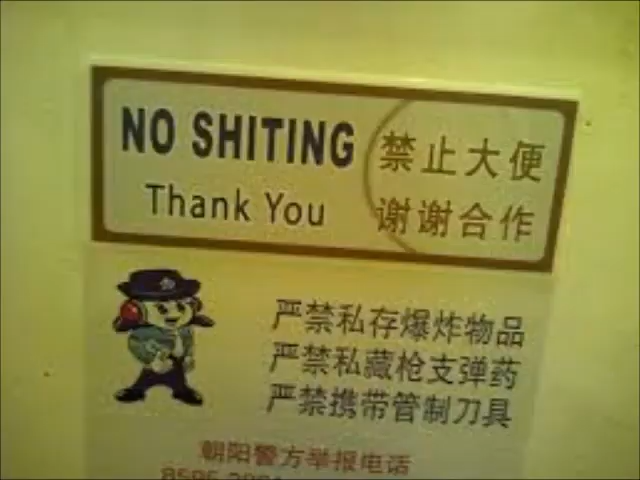 NO SHITING
Thank You
禁止大便
谢谢合作
严禁私存爆炸物品
严禁私藏枪支弹药
严禁携带管制刀具
朝阳警方举报电话